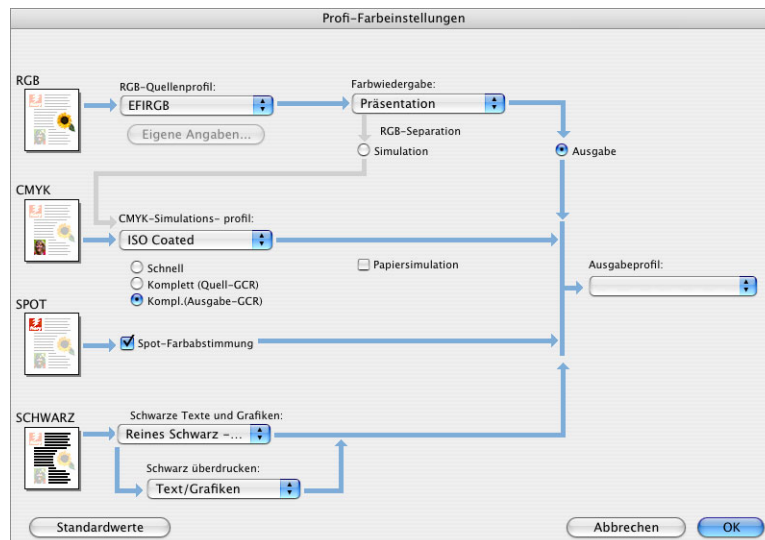 Profi-Farbeinstellungen
RGB
RGB-Quellenprofil:
Farbwiedergabe:
EFIRGB
Präsentation
Eigene Angaben...
RGB-Separation
Simulation
Ausgabe
CMYK
CMYK-Simulations- profil:
ISO Coated
Schnell
Papiersimulation
Ausgabeprofil:
Komplett (Quell-GCR)
Kompl.(Ausgabe-GCR)
SPOT
Spot-Farbabstimmung
SCHWARZ
Schwarze Texte und Grafiken:
Reines Schwarz -...
Schwarz überdrucken:
Text/Grafiken
Standardwerte
Abbrechen
OK